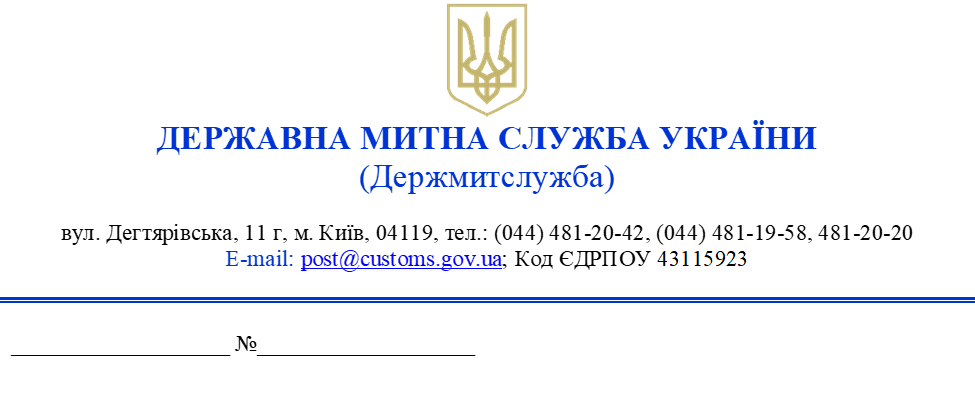 ДЕРЖАВНА МИТНА СЛУЖБА УКРАЇНИ
(Держмитслужба)
вул. Дегтярівська, 11 г, м. Київ, 04119, тел.: (044) 481-20-42, (044) 481-19-58, 481-20-20
E-mail: post@customs.gov.ua; Код ЄДРПОУ 43115923
____________________ №____________________